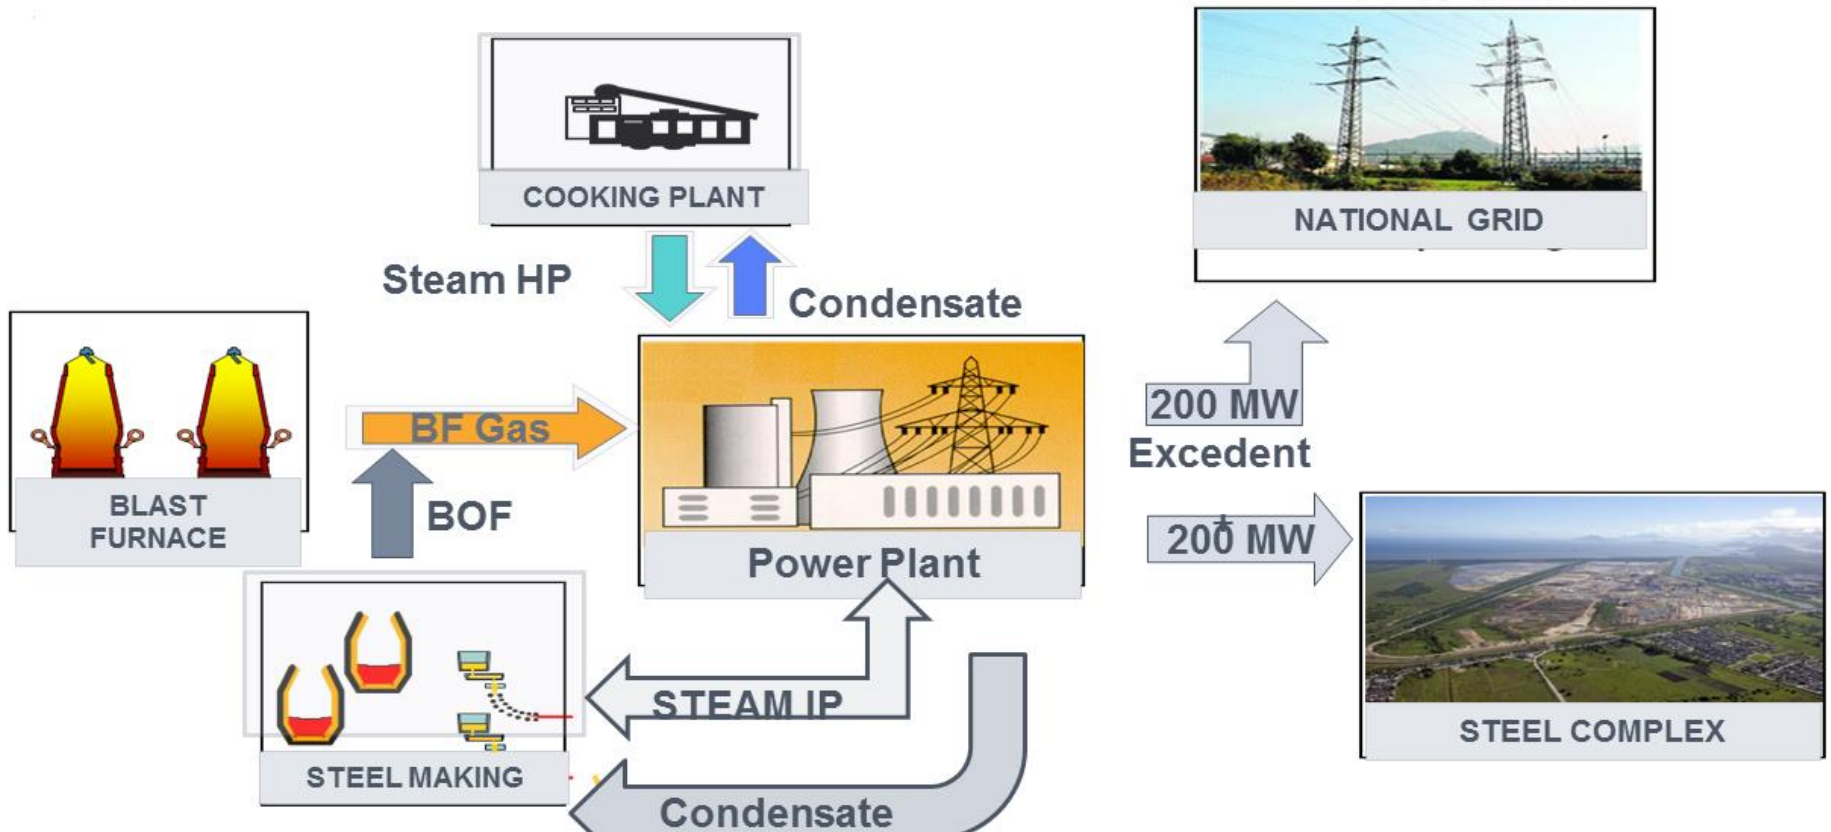 COOKING PLANT
NATIONAL GRID
Steam HP
Condensate
BLAST
FURNACE
BF Gas
BOF
200 MW
Excedent
200 MW
Power Plant
STEAM IP
STEEL MAKING
Condensate
STEEL COMPLEX